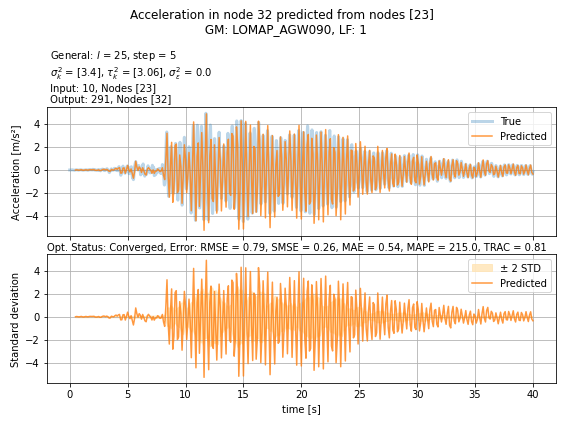 Acceleration in node 32 predicted from nodes [23]
GM: LOMAP_AGW090, LF: 1
General: l = 25, step = 5
σ²ₖ = [3.4], τ²ₖ = [3.06], σ²ε = 0.0
Input: 10, Nodes [23]
Output: 291, Nodes [32]
Acceleration [m/s²]
4
2
0
−2
−4
True
Predicted
Opt. Status: Converged, Error: RMSE = 0.79, SMSE = 0.26, MAE = 0.54, MAPE = 215.0, TRAC = 0.81
Standard deviation
4
2
0
−2
−4
± 2 STD
Predicted
0 5 10 15 20 25 30 35 40
time [s]